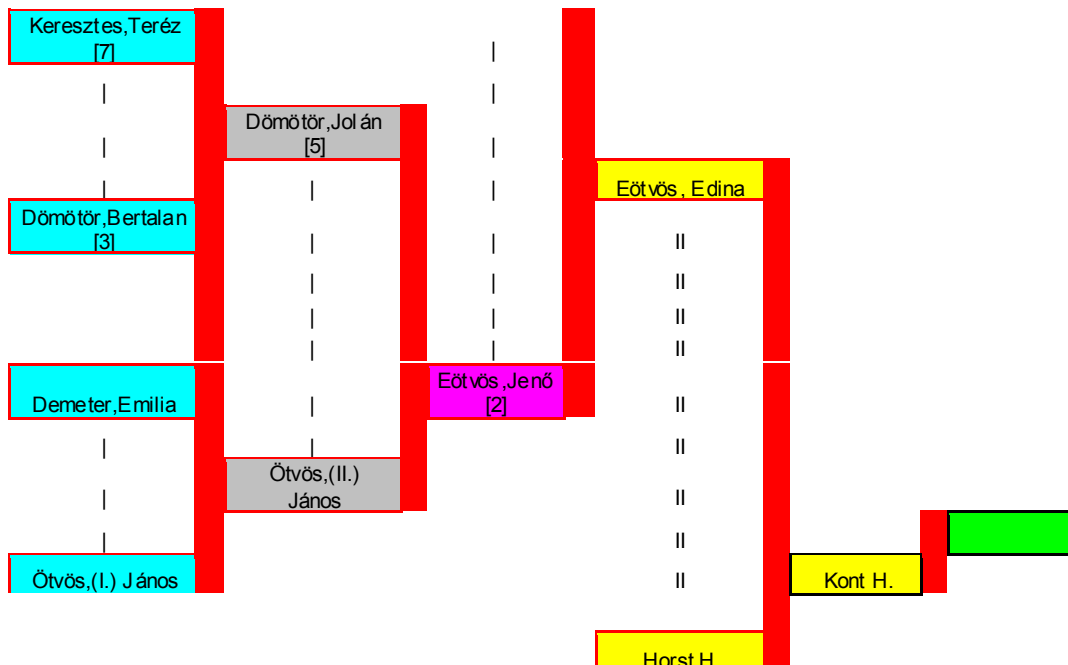 Keresztes,Teréz
[7]
Dömötör,Jolán
[5]
Eötvös, Edina
Dömötör,Bertalan
[3]
Eötvös,Jenő
[2]
Demeter,Emilia
Ötvös,(II.)
János
Ötvös,(I.) János
Kont H.
Horst H.